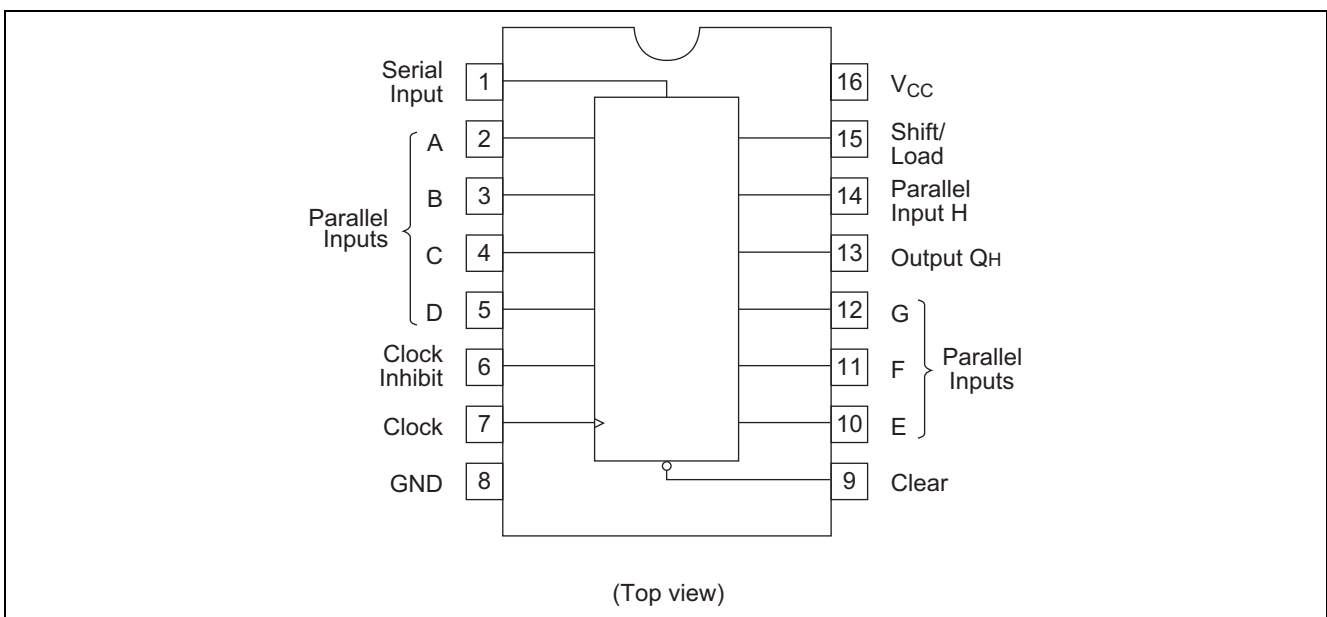 Serial
Input
1
16
VCC
A
2
15
Shift/
Load
B
3
14
Parallel
Input H
Parallel
Inputs
C
4
13
Output QH
D
5
12
G
Clock
Inhibit
6
11
F
Parallel
Inputs
Clock
7
10
E
GND
8
9
Clear
(Top view)